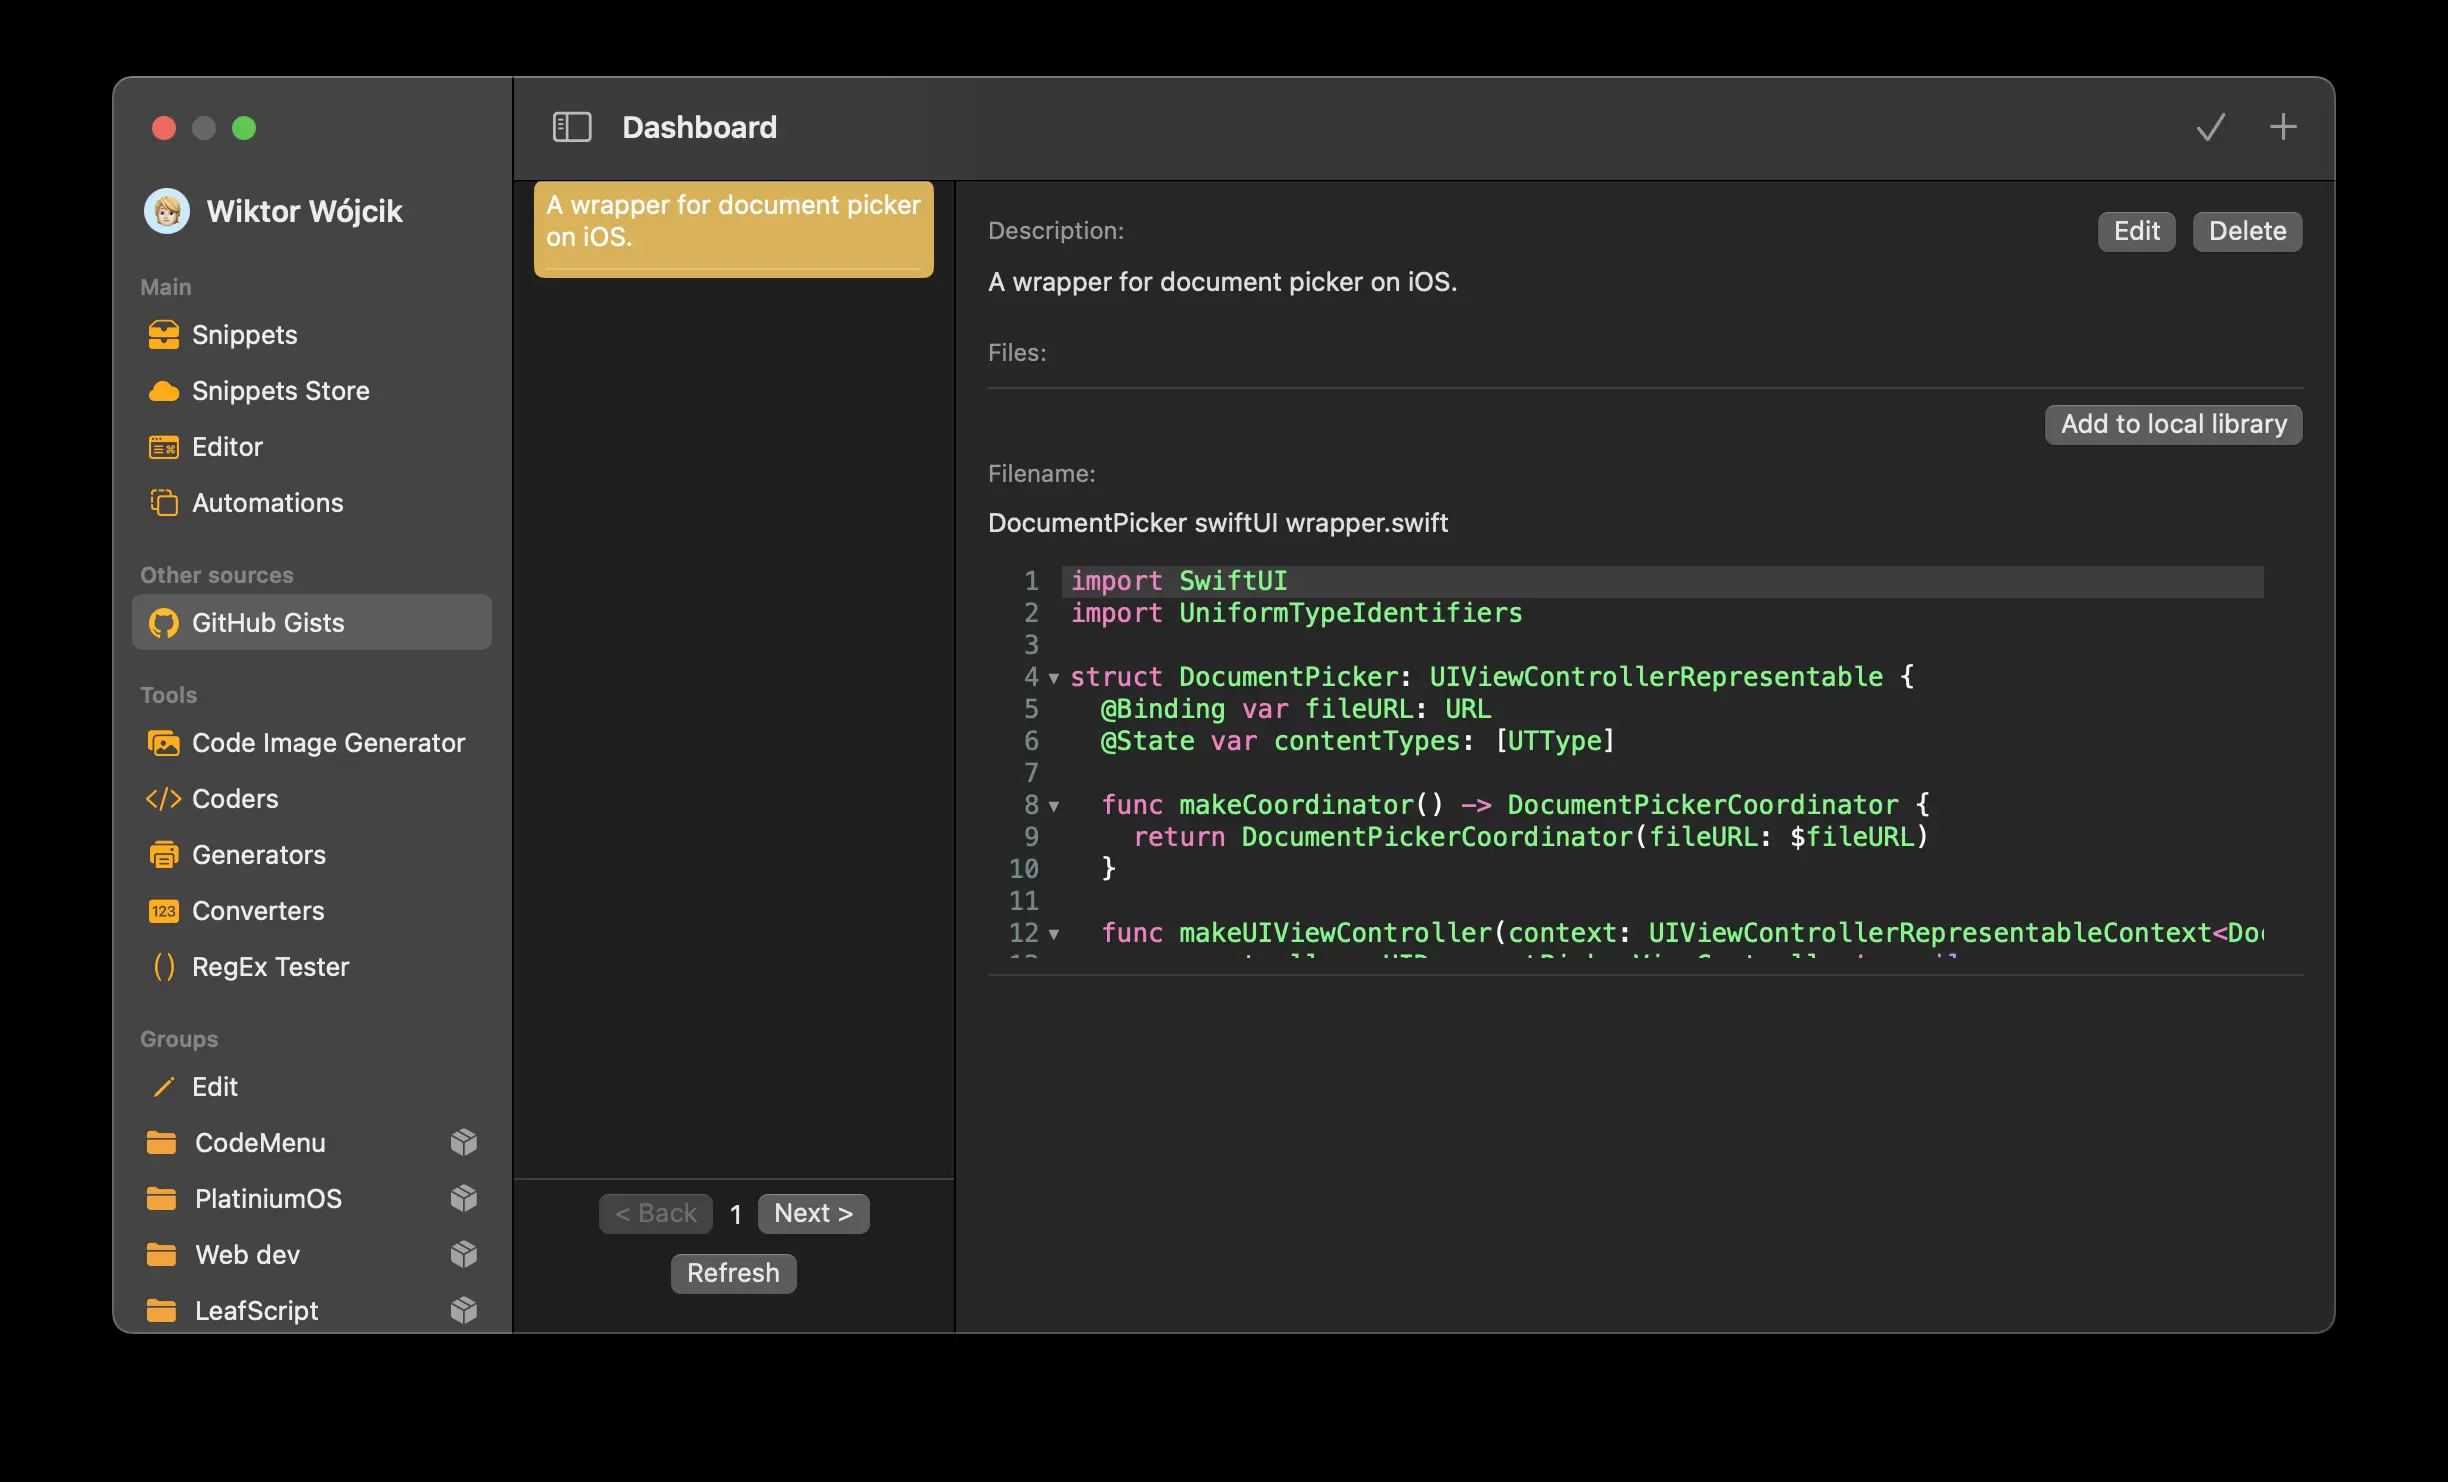 Dashboard
Wiktor Wójcik
Main
Snippets
Snippets Store
Editor
Automations
Other sources
GitHub Gists
Tools
Code Image Generator
Coders
Generators
123
Converters
RegEx Tester
Groups
Edit
CodeMenu
PlatiniumOS
Web dev
LeafScript
A wrapper for document picker
on iOS.
< Back 1 Next >
Refresh
Description:
Edit Delete
A wrapper for document picker on iOS.
Files:
Add to local library
Filename:
DocumentPicker swiftUI wrapper.swift
1 import SwiftUI
2 import UniformTypeIdentifiers
3
4 struct DocumentPicker: UIViewControllerRepresentable {
5 @Binding var fileURL: URL
6 @State var contentTypes: [UTType]
7
8 func makeCoordinator() -> DocumentPickerCoordinator {
9 return DocumentPickerCoordinator(fileURL: $fileURL)
10 }
11
12 func makeUIViewController(context: UIViewControllerRepresentableContext<Do